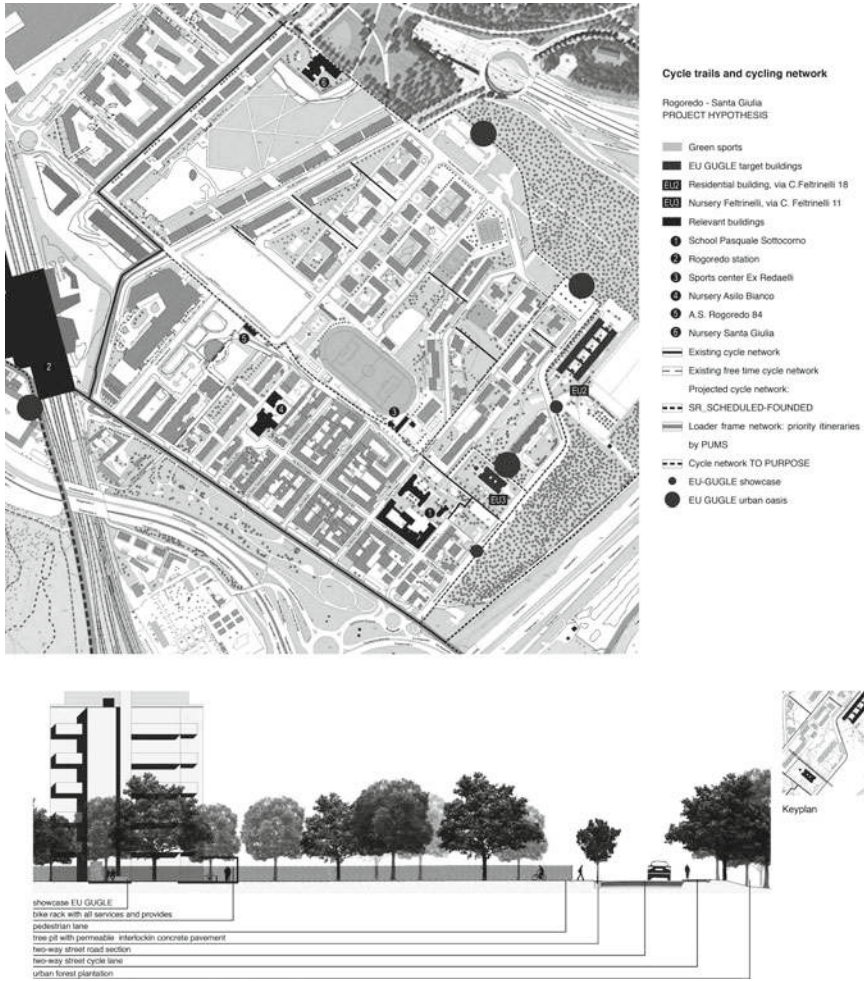 Cycle trails and cycling network
Rogoredo - Santa Giulia
PROJECT HYPOTHESIS
Green sports
EU GUGLE target buildings
EU2 Residential building, via C.Feltrinelli 18
EU3 Nursery Feltrinelli, via C. Feltrinelli 11
Relevant buildings
1 School Pasquale Sottocorno
2 Rogoredo station
3 Sports center Ex Redaelli
4 Nursery Asilo Bianco
5 A.S. Rogoredo 84
6 Nursery Santa Giulia
Existing cycle network
Existing free time cycle network
Projected cycle network:
SR_SCHEDULED-FOUNDED
Loader frame network: priority itineraries
by PUMS
Cycle network TO PURPOSE
EU-GUGLE showcase
EU GUGLE urban oasis
6
5
2
4
3
EU2
EU3
1
Keyplan
showcase EU GUGLE
bike rack with all services and provides
pedestrian lane
tree pit with permeable interlockin concrete pavement
two-way street road section
two-way street cycle lane
urban forest plantation